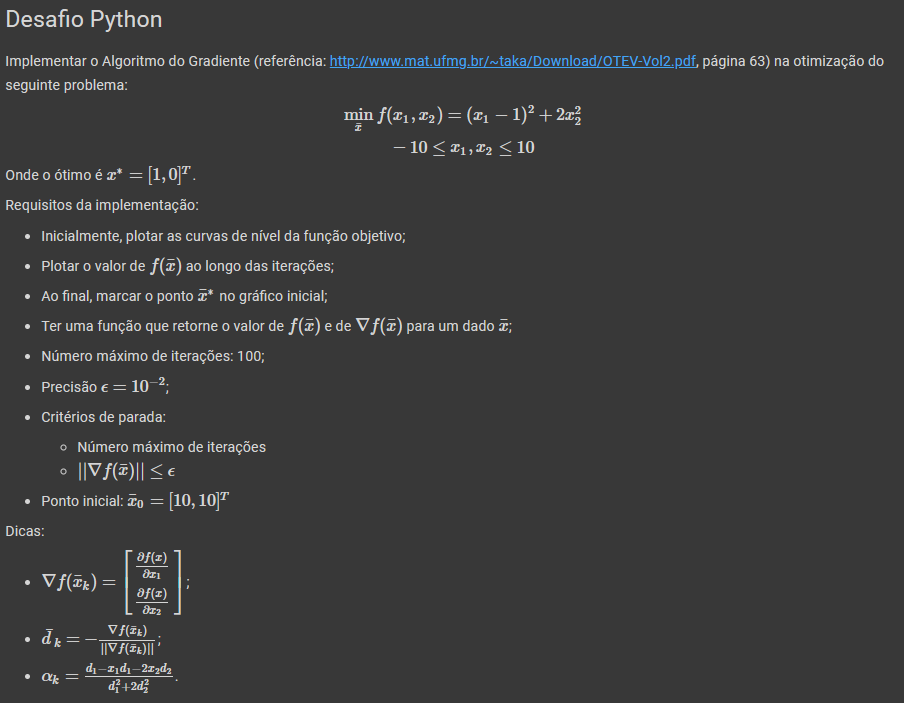 Desafio Python
Implementar o Algoritmo do Gradiente (referência: http://www.mat.ufmg.br/~taka/Download/OTEV-Vol2.pdf, página 63) na otimização do
seguinte problema:
$\min_{\bar{x}} f(x_1, x_2) = (x_1 - 1)^2 + 2x_2^2$
$-10 \leq x_1, x_2 \leq 10$
Onde o ótimo é $x^* = [1, 0]^T$.
Requisitos da implementação:
• Inicialmente, plotar as curvas de nível da função objetivo;
• Plotar o valor de $f(\bar{x})$ ao longo das iterações;
• Ao final, marcar o ponto $\bar{x}^*$ no gráfico inicial;
• Ter uma função que retorne o valor de $f(\bar{x})$ e de $\nabla f(\bar{x})$ para um dado $\bar{x}$;
• Número máximo de iterações: 100;
• Precisão $\epsilon = 10^{-2}$;
• Critérios de parada:
◦ Número máximo de iterações
◦ $||\nabla f(\bar{x})|| \leq \epsilon$
• Ponto inicial: $\bar{x}_0 = [10, 10]^T$
Dicas:
• $\nabla f(\bar{x}_k) = \begin{bmatrix} \frac{\partial f(x)}{\partial x_1} \\ \frac{\partial f(x)}{\partial x_2} \end{bmatrix}$;
• $\bar{d}_k = -\frac{\nabla f(\bar{x}_k)}{||\nabla f(\bar{x}_k)||}$;
• $\alpha_k = \frac{d_1 - x_1 d_1 - 2x_2 d_2}{d_1^2 + 2d_2^2}$.